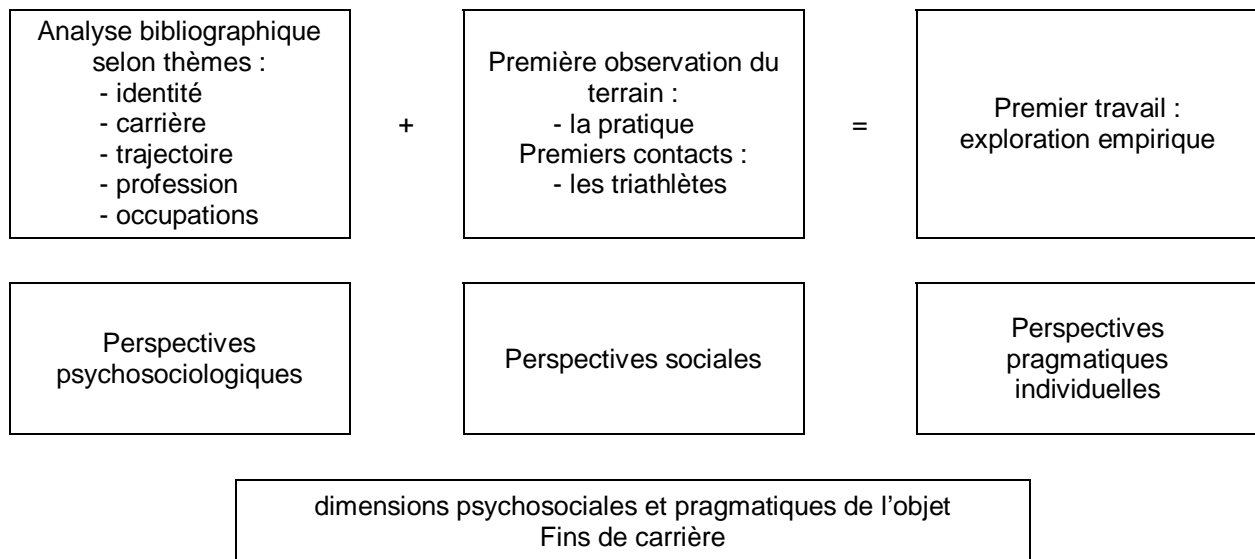 Analyse bibliographique
selon thèmes :
- identité
- carrière
- trajectoire
- profession
- occupations
+
Première observation du
terrain :
- la pratique
Premiers contacts :
- les triathlètes
=
Premier travail :
exploration empirique
Perspectives
psychosociologiques
Perspectives sociales
Perspectives
pragmatiques
individuelles
dimensions psychosociales et pragmatiques de l’objet
Fins de carrière